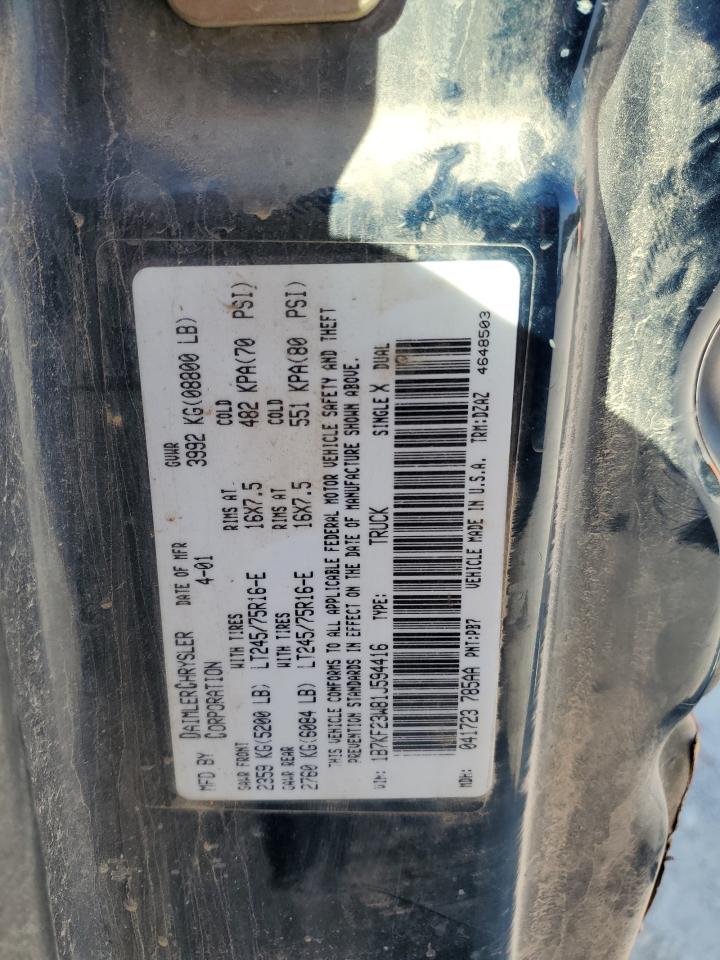 MFD BY DAIMLERCHRYSLER CORPORATION
DATE OF MFR 4-01
GVWR 3992 KG(08800 LB)
GAWR FRONT WITH TIRES RIMS AT COLD
2359 KG(5200 LB) LT245/75R16-E 16X7.5 482 KPA(70 PSI)
GAWR REAR WITH TIRES RIMS AT COLD
2760 KG(6084 LB) LT245/75R16-E 16X7.5 551 KPA(80 PSI)
THIS VEHICLE CONFORMS TO ALL APPLICABLE FEDERAL MOTOR VEHICLE SAFETY AND THEFT
PREVENTION STANDARDS IN EFFECT ON THE DATE OF MANUFACTURE SHOWN ABOVE.
VIN: 1B7KF23W81J594416 TYPE: TRUCK SINGLE X DUAL
MDH: 041723 785AA PNT:PB7 VEHICLE MADE IN U.S.A. TRM:DZAZ
4648503